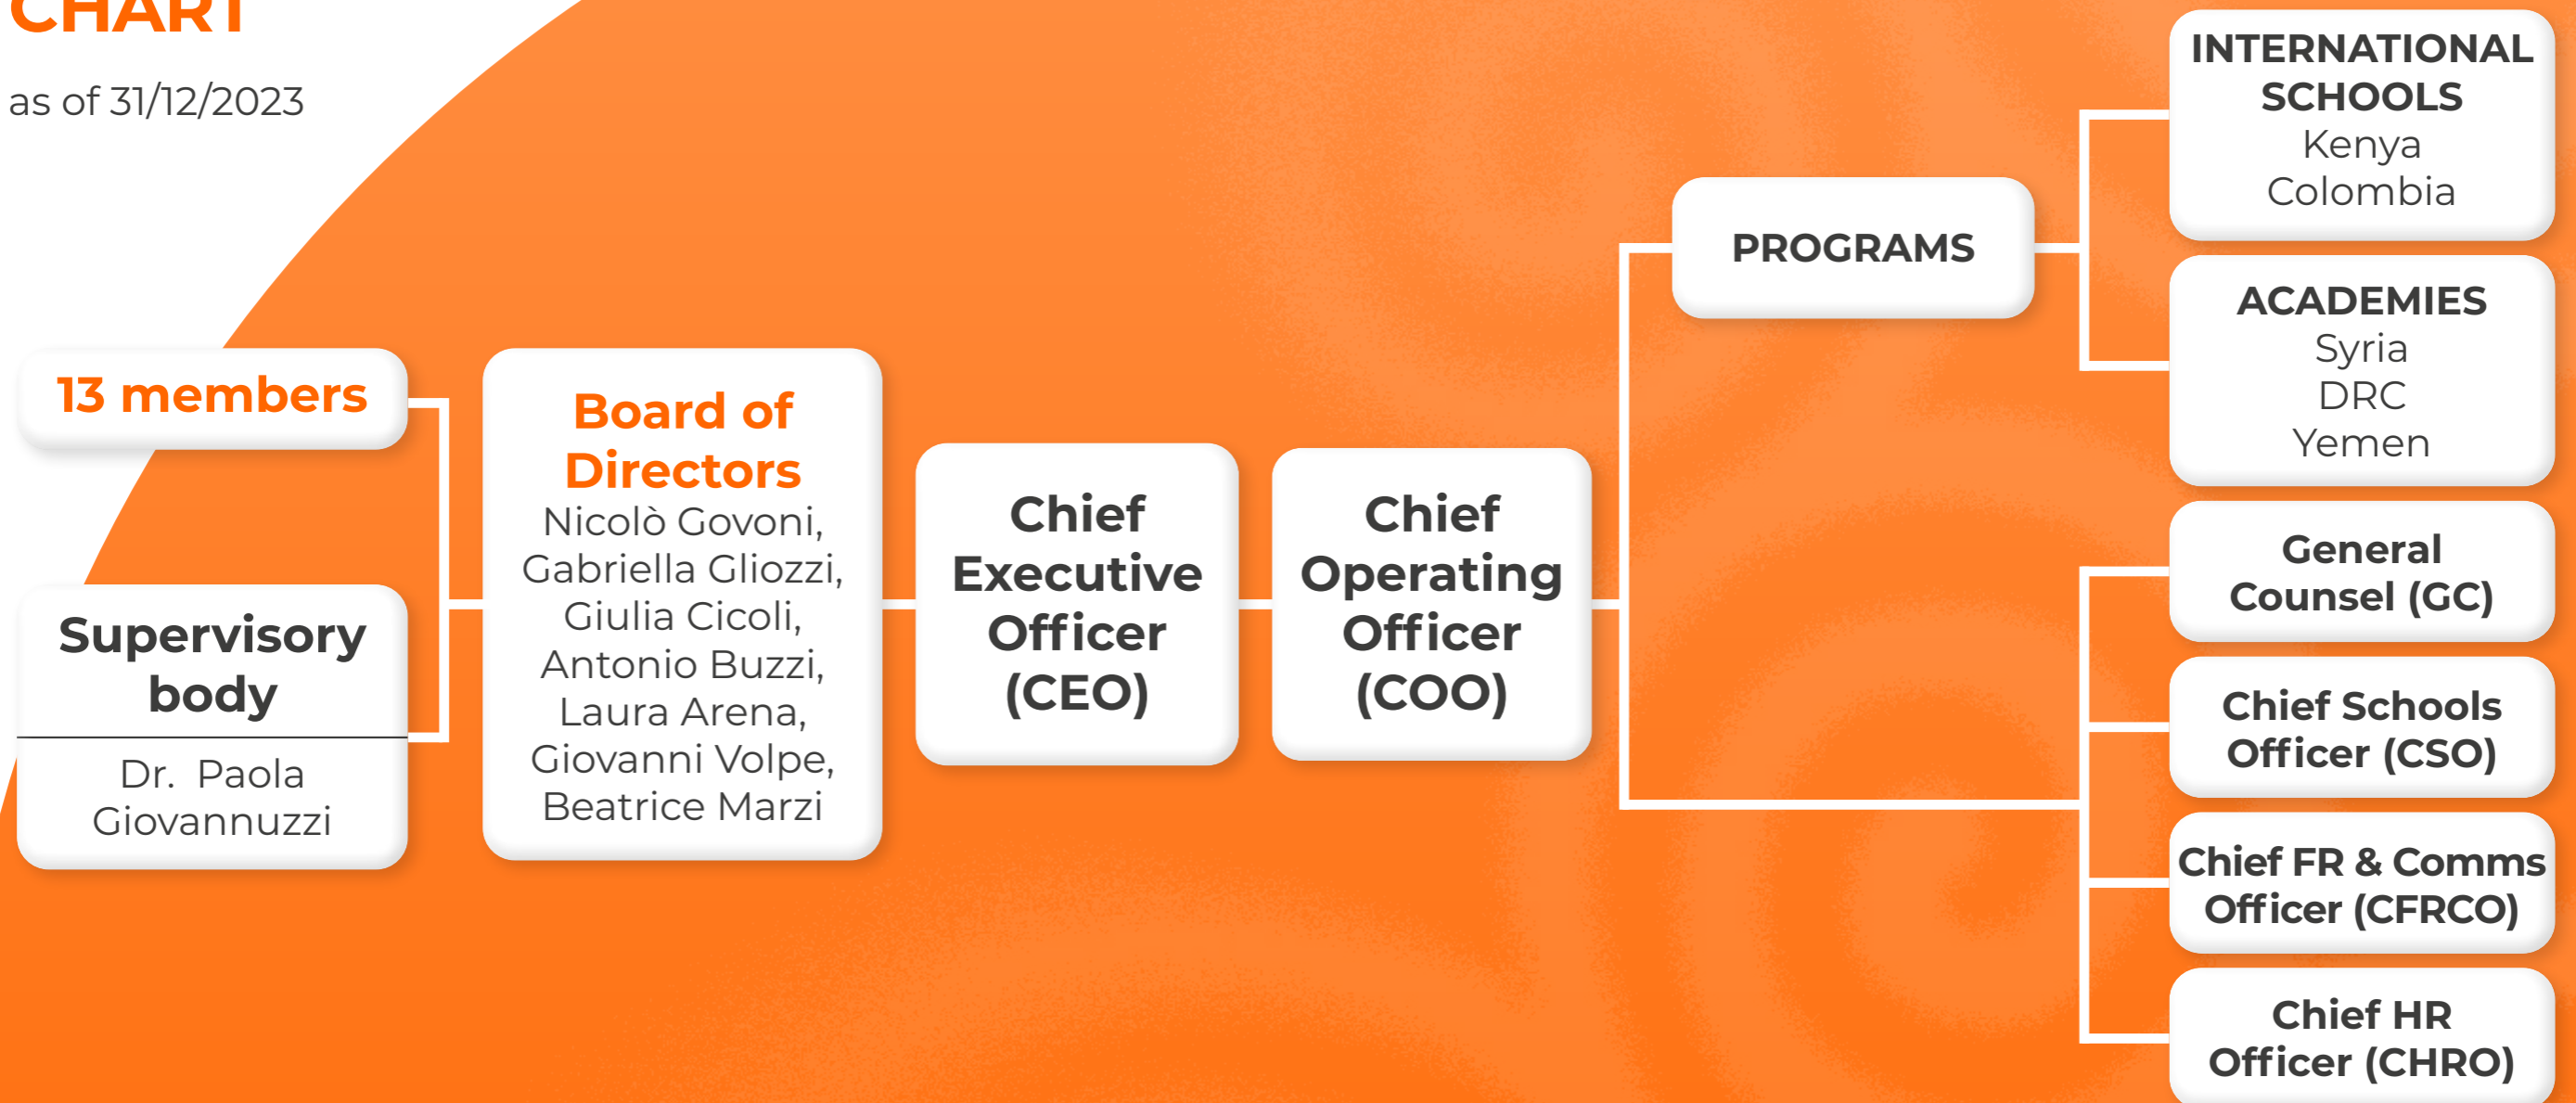 CHART
as of 31/12/2023
13 members
Supervisory
body
Dr. Paola
Giovannuzzi
Board of
Directors
Nicolò Govoni,
Gabriella Gliozzi,
Giulia Cicoli,
Antonio Buzzi,
Laura Arena,
Giovanni Volpe,
Beatrice Marzi
Chief
Executive
Officer
(CEO)
Chief
Operating
Officer
(COO)
PROGRAMS
INTERNATIONAL
SCHOOLS
Kenya
Colombia
ACADEMIES
Syria
DRC
Yemen
General
Counsel (GC)
Chief Schools
Officer (CSO)
Chief FR & Comms
Officer (CFRCO)
Chief HR
Officer (CHRO)